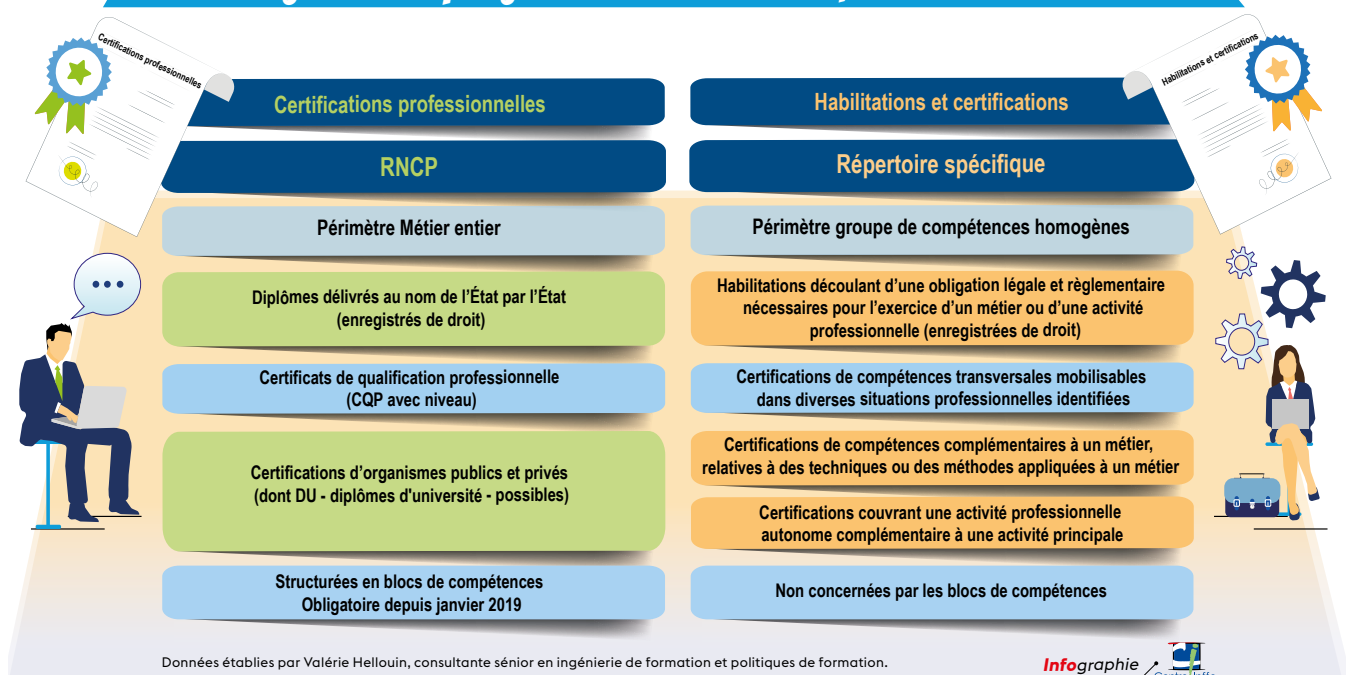 Certifications professionnelles
Habilitations et certifications
Certifications professionnelles
Habilitations et certifications
RNCP
Répertoire spécifique
Périmètre Métier entier
Périmètre groupe de compétences homogènes
Diplômes délivrés au nom de l’État par l’État
(enregistrés de droit)
Habilitations découlant d’une obligation légale et règlementaire
nécessaires pour l’exercice d’un métier ou d’une activité
professionnelle (enregistrées de droit)
Certificats de qualification professionnelle
(CQP avec niveau)
Certifications de compétences transversales mobilisables
dans diverses situations professionnelles identifiées
Certifications d’organismes publics et privés
(dont DU - diplômes d'université - possibles)
Certifications de compétences complémentaires à un métier,
relatives à des techniques ou des méthodes appliquées à un métier
Certifications couvrant une activité professionnelle
autonome complémentaire à une activité principale
Structurées en blocs de compétences
Obligatoire depuis janvier 2019
Non concernées par les blocs de compétences
Données établies par Valérie Hellouin, consultante sénior en ingénierie de formation et politiques de formation.
Infographie